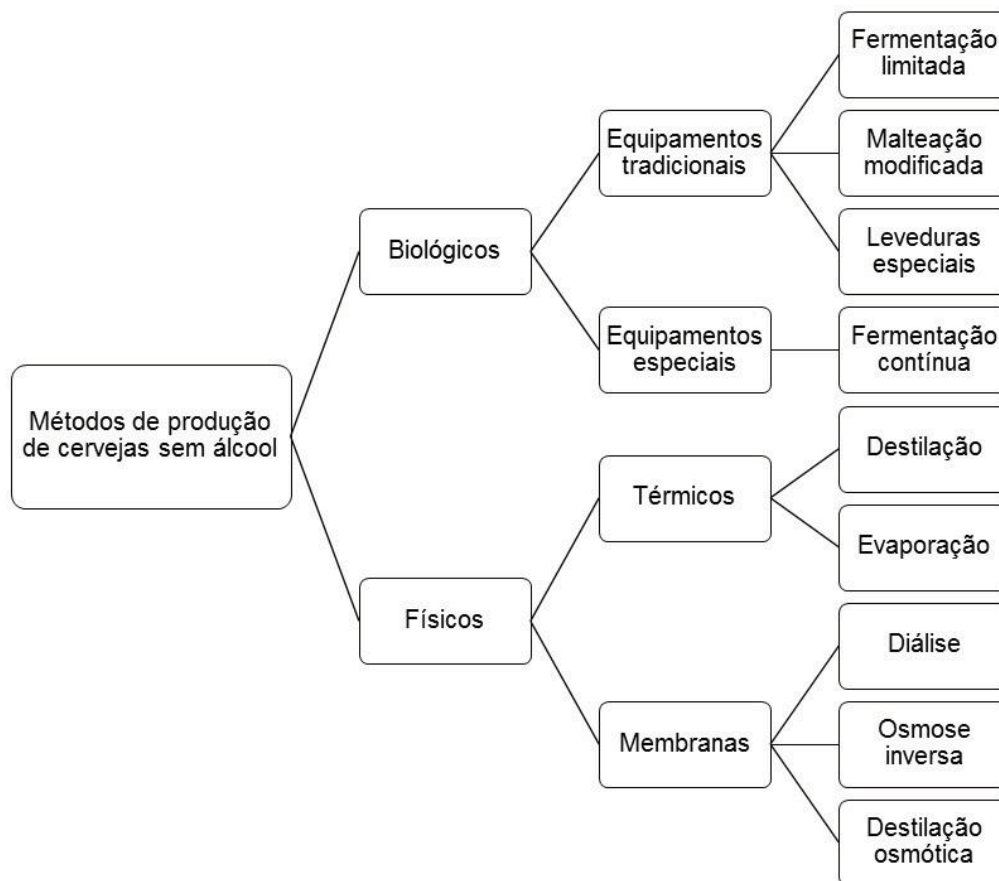 Métodos de produção
de cervejas sem álcool
Biológicos
Equipamentos
tradicionais
Fermentação
limitada
Malteação
modificada
Leveduras
especiais
Equipamentos
especiais
Fermentação
contínua
Físicos
Térmicos
Destilação
Evaporação
Membranas
Diálise
Osmose
inversa
Destilação
osmótica